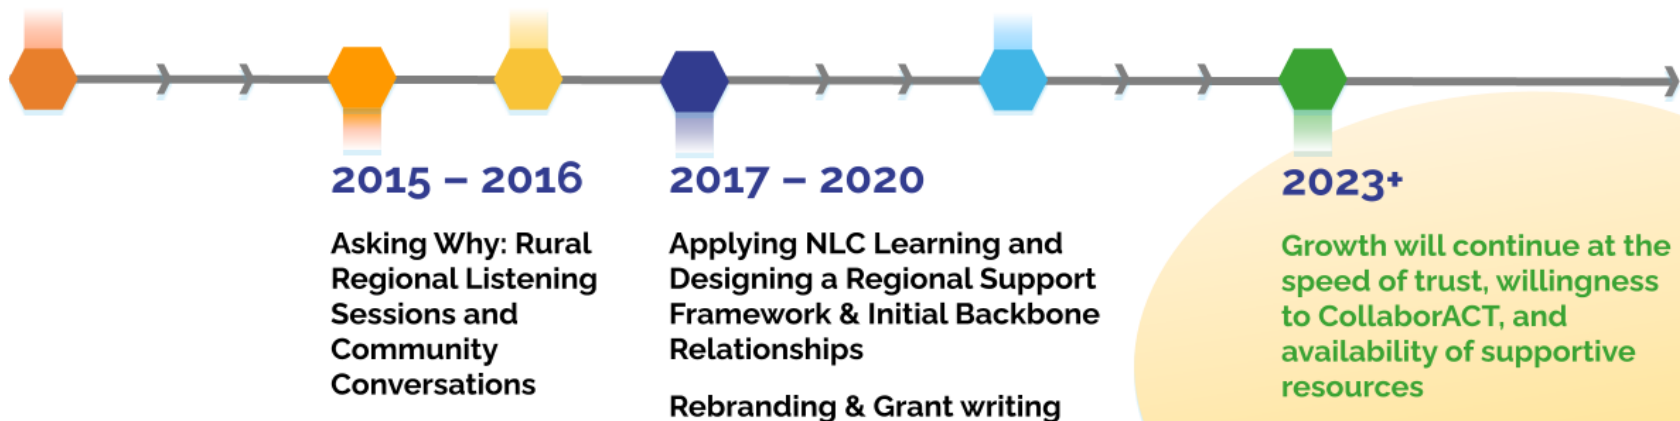 2015 – 2016
Asking Why: Rural
Regional Listening
Sessions and
Community
Conversations
2017 – 2020
Applying NLC Learning and
Designing a Regional Support
Framework & Initial Backbone
Relationships
Rebranding & Grant writing
2023+
Growth will continue at the
speed of trust, willingness
to CollaborACT, and
availability of supportive
resources